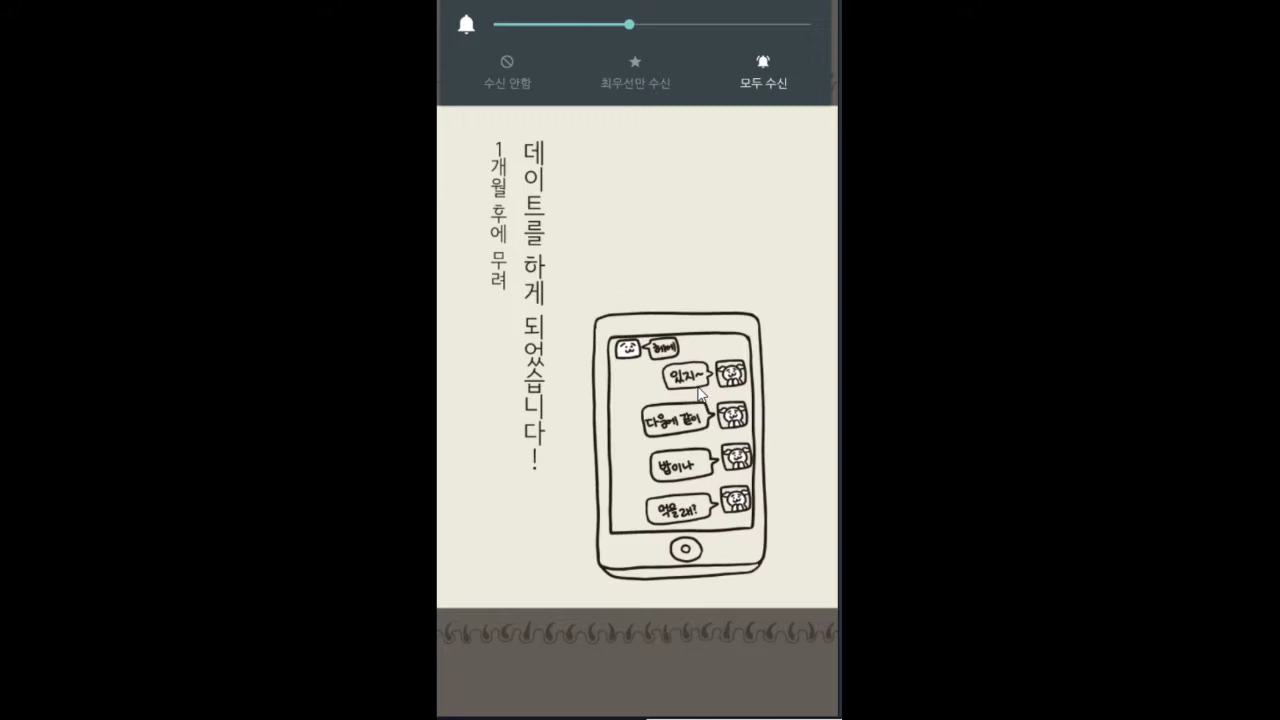 수신 안함
최우선만 수신
모두 수신
1개월 후에 무려
데이트를 하게 되었습니다!
헤헤
있지~
다음에 같이
밥이나
먹을래?